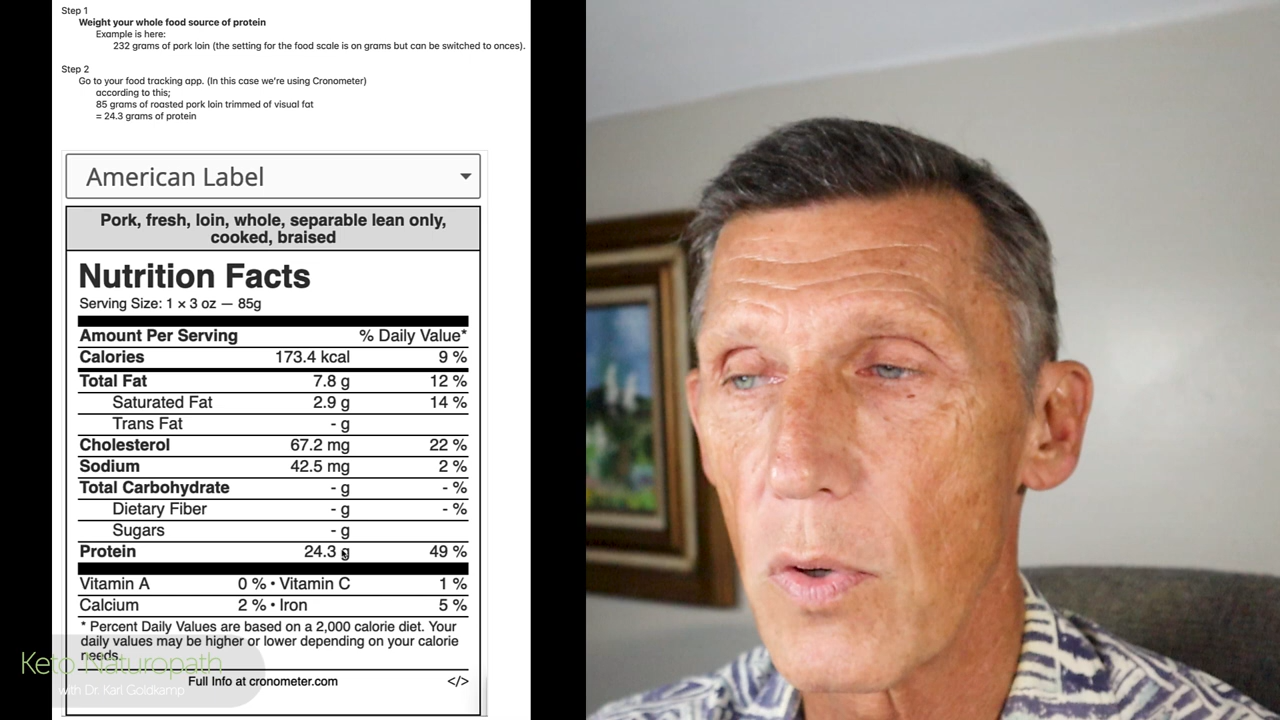 Step 1
Weight your whole food source of protein
Example is here:
232 grams of pork loin (the setting for the food scale is on grams but can be switched to onces).
Step 2
Go to your food tracking app. (In this case we're using Cronometer)
according to this;
85 grams of roasted pork loin trimmed of visual fat
= 24.3 grams of protein
American Label
Pork, fresh, loin, whole, separable lean only,
cooked, braised
Nutrition Facts
Serving Size: 1 × 3 oz — 85g
Amount Per Serving % Daily Value*
Calories 173.4 kcal 9 %
Total Fat 7.8 g 12 %
Saturated Fat 2.9 g 14 %
Trans Fat - g
Cholesterol 67.2 mg 22 %
Sodium 42.5 mg 2 %
Total Carbohydrate - g - %
Dietary Fiber - g - %
Sugars - g
Protein 24.3 g 49 %
Vitamin A 0 % • Vitamin C 1 %
Calcium 2 % • Iron 5 %
* Percent Daily Values are based on a 2,000 calorie diet. Your
daily values may be higher or lower depending on your calorie
needs.
Keto Naturopath
with Dr. Karl Goldkamp
Full Info at cronometer.com </>